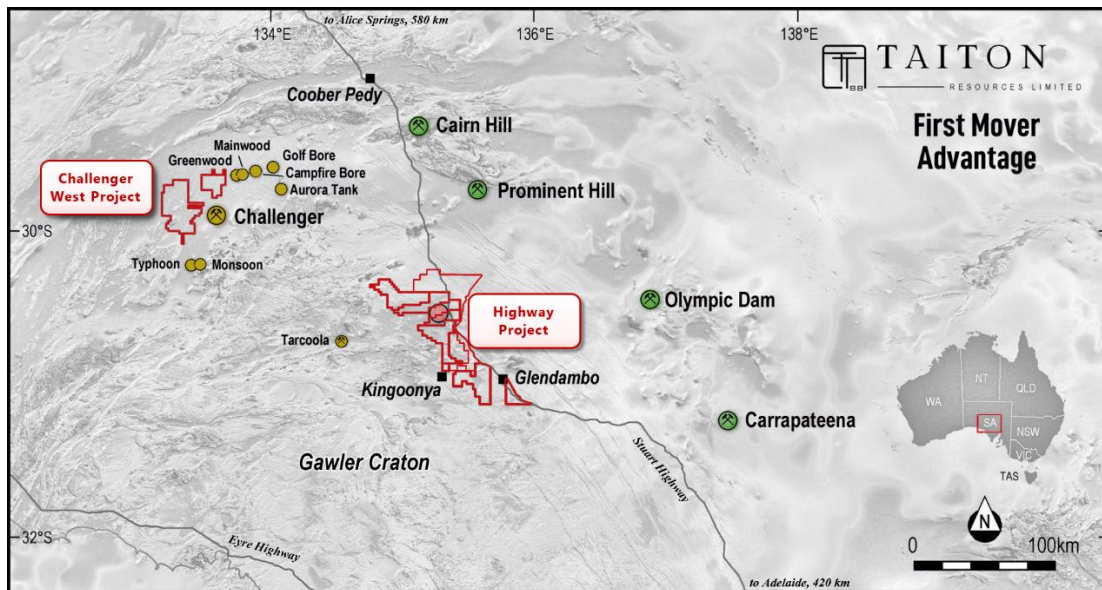 to Alice Springs, 580 km
134°E
136°E
138°E
TAITON
RESOURCES LIMITED
First Mover
Advantage
Coober Pedy
Cairn Hill
Mainwood
Greenwood
Golf Bore
Campfire Bore
Aurora Tank
Challenger
West Project
Prominent Hill
Challenger
30°S
Typhoon
Monsoon
Olympic Dam
Highway
Project
Tarcoola
Kingoonya
Glendambo
Carrapateena
Gawler Craton
Stuart Highway
NT
QLD
WA
SA
NSW
VIC
TAS
N
32°S
Eyre Highway
0
100km
to Adelaide, 420 km